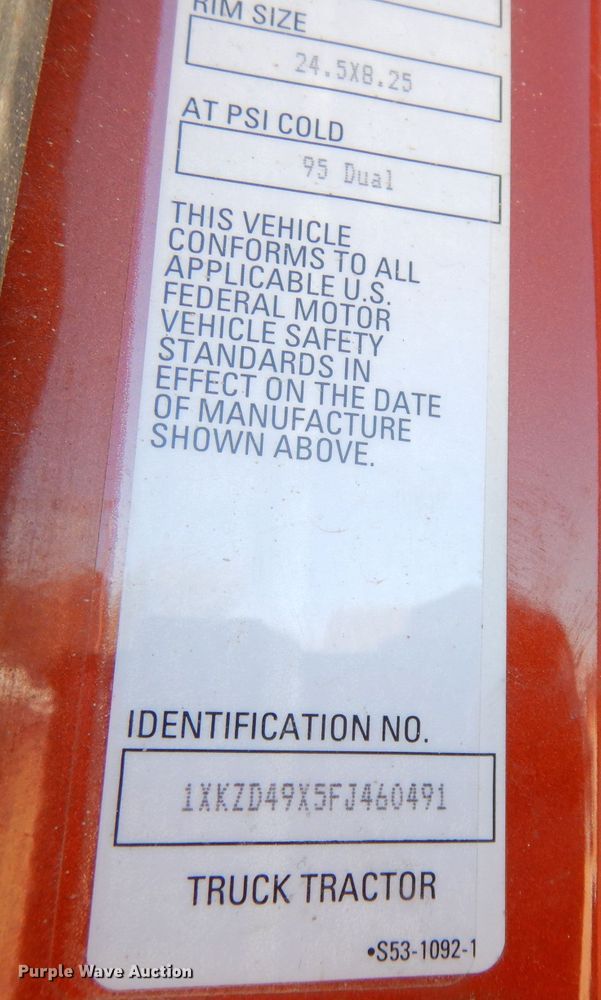 RIM SIZE
24.5X8.25
AT PSI COLD
95 Dual
THIS VEHICLE
CONFORMS TO ALL
APPLICABLE U.S.
FEDERAL MOTOR
VEHICLE SAFETY
STANDARDS IN
EFFECT ON THE DATE
OF MANUFACTURE
SHOWN ABOVE.
IDENTIFICATION NO.
1XKZD49X5FJ460491
TRUCK TRACTOR
•S53-1092-1
Purple Wave Auction